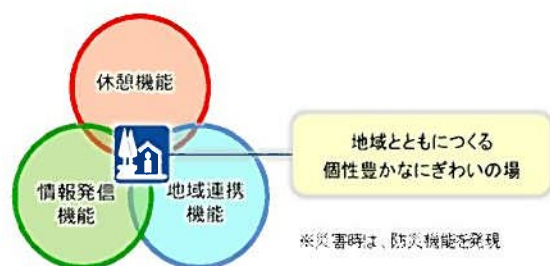 休憩機能
情報発信
機能
地域連携
機能
地域とともにつくる
個性豊かなにぎわいの場
※災害時は、防災機能を発現